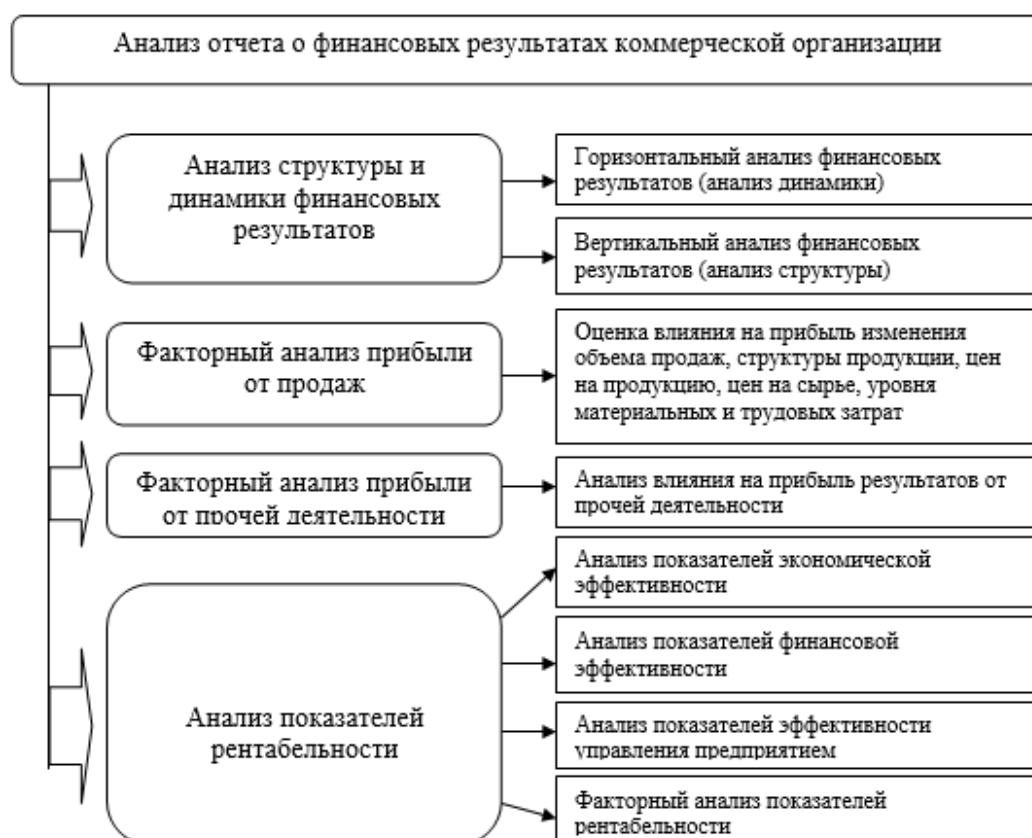 Анализ отчета о финансовых результатах коммерческой организации
Анализ структуры и
динамики финансовых
результатов
Горизонтальный анализ финансовых
результатов (анализ динамики)
Вертикальный анализ финансовых
результатов (анализ структуры)
Факторный анализ прибыли
от продаж
Оценка влияния на прибыль изменения
объема продаж, структуры продукции, цен
на продукцию, цен на сырье, уровня
материальных и трудовых затрат
Факторный анализ прибыли
от прочей деятельности
Анализ влияния на прибыль результатов от
прочей деятельности
Анализ показателей
рентабельности
Анализ показателей экономической
эффективности
Анализ показателей финансовой
эффективности
Анализ показателей эффективности
управления предприятием
Факторный анализ показателей
рентабельности